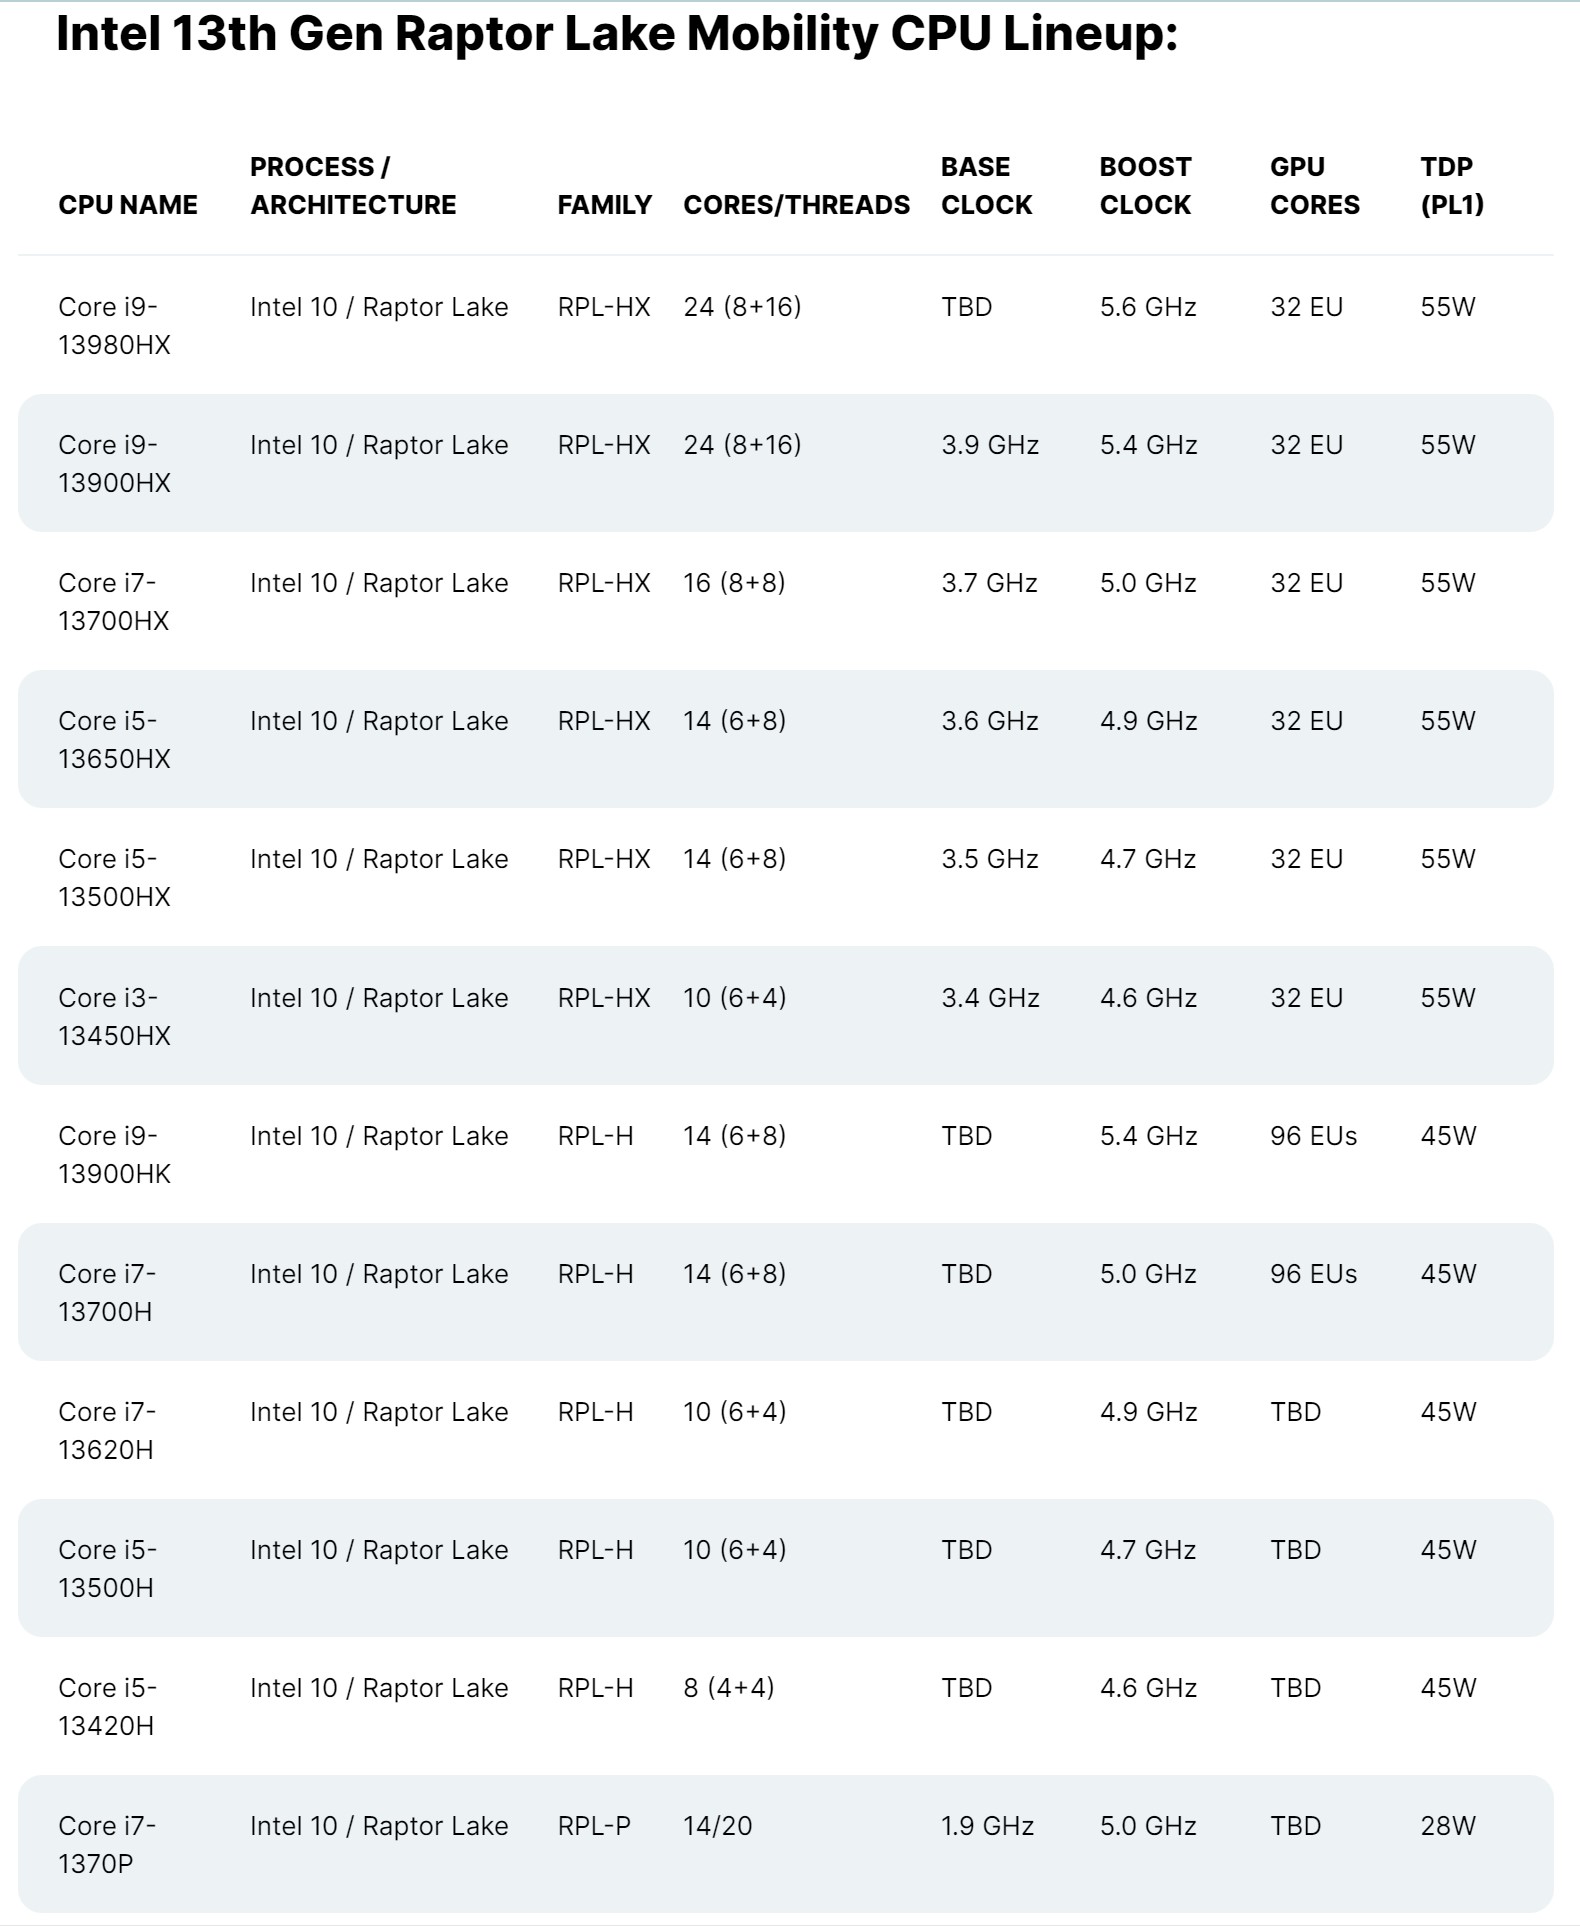 Intel 13th Gen Raptor Lake Mobility CPU Lineup:
CPU NAME PROCESS / ARCHITECTURE FAMILY CORES/THREADS BASE CLOCK BOOST CLOCK GPU CORES TDP (PL1)
Core i9-13980HX Intel 10 / Raptor Lake RPL-HX 24 (8+16) TBD 5.6 GHz 32 EU 55W
Core i9-13900HX Intel 10 / Raptor Lake RPL-HX 24 (8+16) 3.9 GHz 5.4 GHz 32 EU 55W
Core i7-13700HX Intel 10 / Raptor Lake RPL-HX 16 (8+8) 3.7 GHz 5.0 GHz 32 EU 55W
Core i5-13650HX Intel 10 / Raptor Lake RPL-HX 14 (6+8) 3.6 GHz 4.9 GHz 32 EU 55W
Core i5-13500HX Intel 10 / Raptor Lake RPL-HX 14 (6+8) 3.5 GHz 4.7 GHz 32 EU 55W
Core i3-13450HX Intel 10 / Raptor Lake RPL-HX 10 (6+4) 3.4 GHz 4.6 GHz 32 EU 55W
Core i9-13900HK Intel 10 / Raptor Lake RPL-H 14 (6+8) TBD 5.4 GHz 96 EUs 45W
Core i7-13700H Intel 10 / Raptor Lake RPL-H 14 (6+8) TBD 5.0 GHz 96 EUs 45W
Core i7-13620H Intel 10 / Raptor Lake RPL-H 10 (6+4) TBD 4.9 GHz TBD 45W
Core i5-13500H Intel 10 / Raptor Lake RPL-H 10 (6+4) TBD 4.7 GHz TBD 45W
Core i5-13420H Intel 10 / Raptor Lake RPL-H 8 (4+4) TBD 4.6 GHz TBD 45W
Core i7-1370P Intel 10 / Raptor Lake RPL-P 14/20 1.9 GHz 5.0 GHz TBD 28W